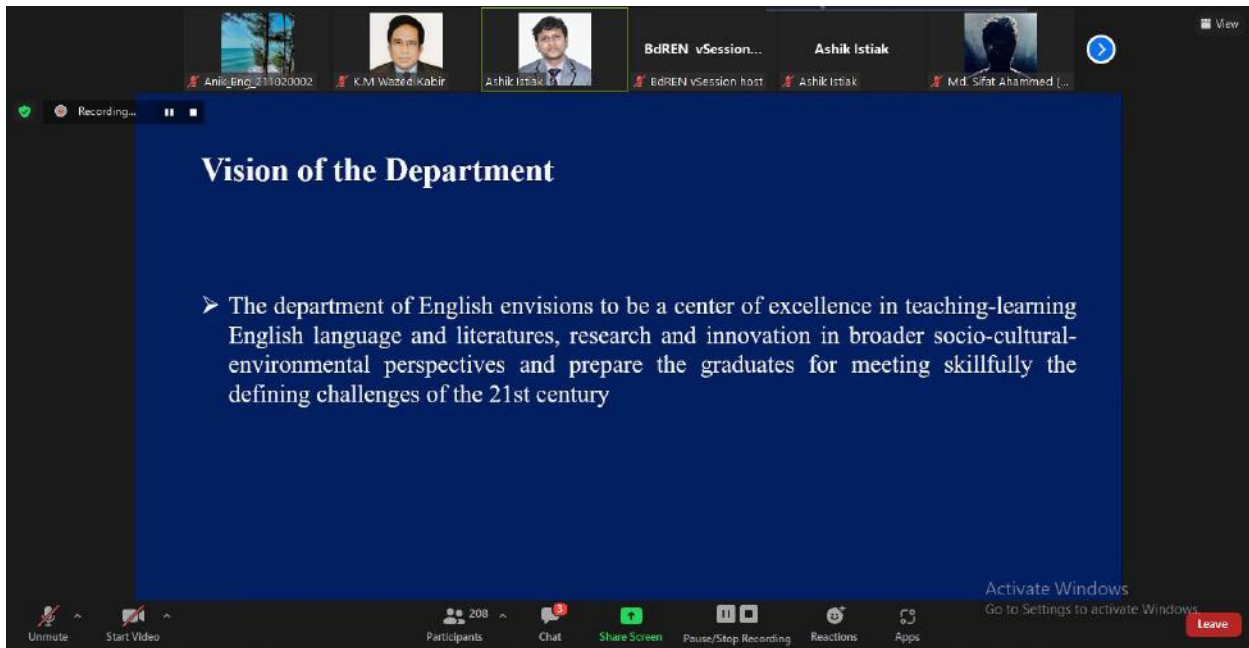 BdREN vSession... Ashik Istiak
View
Anik_Eng_211020002 K.M Wazed Kabir Ashik Istiak BdREN vSession host Ashik Istiak Md. Sifat Ahammed (...
Recording...
Vision of the Department
➤ The department of English envisions to be a center of excellence in teaching-learning
English language and literatures, research and innovation in broader socio-cultural-
environmental perspectives and prepare the graduates for meeting skillfully the
defining challenges of the 21st century
Activate Windows
Go to Settings to activate Windows.
208 3
Unmute Start Video Participants Chat Share Screen Pause/Stop Recording Reactions Apps Leave